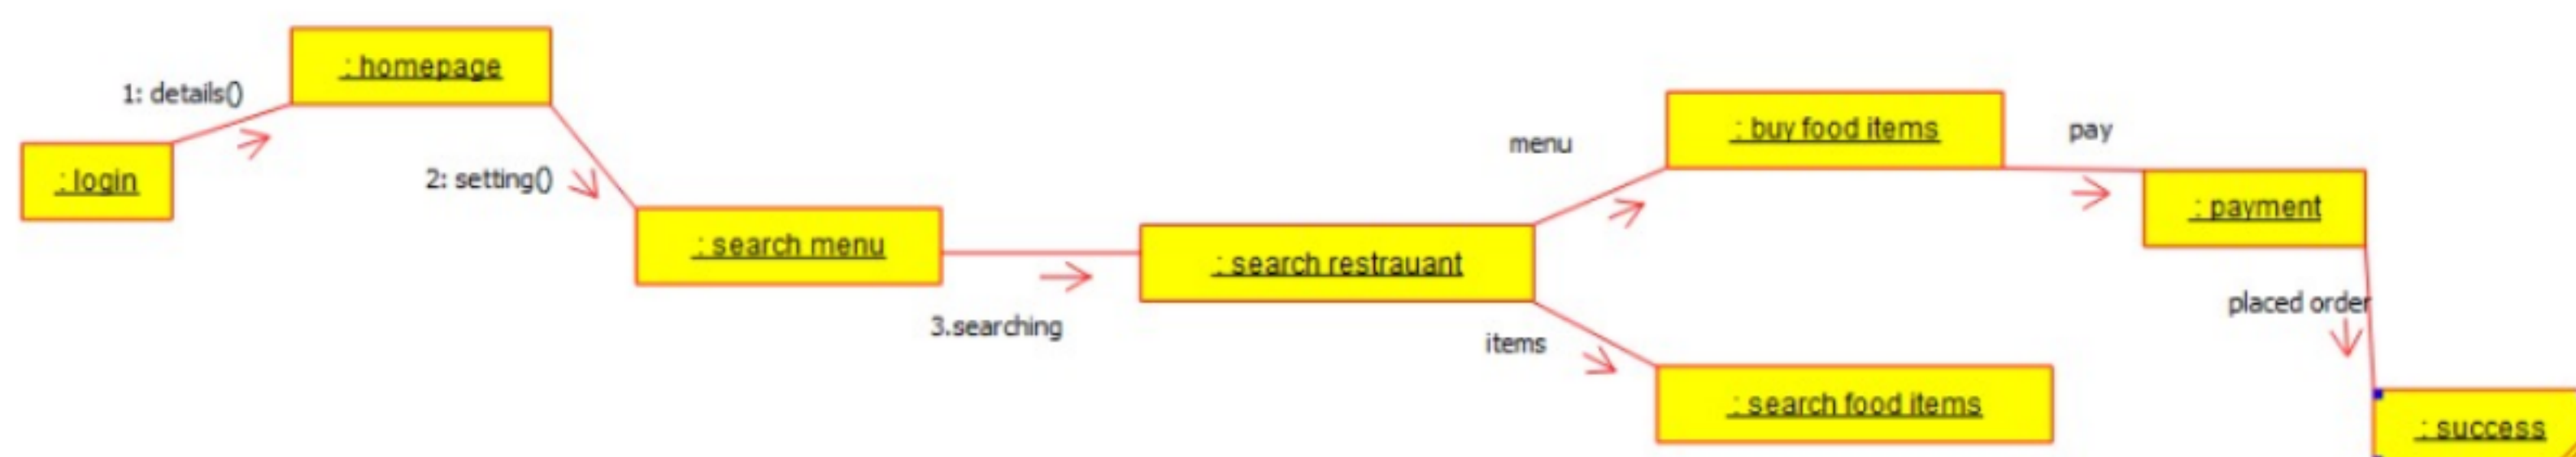 : homepage
1: details()
: login
2: setting()
: search menu
3.searching
: search restrauant
menu
: buy food items
pay
: payment
placed order
items
: search food items
: success